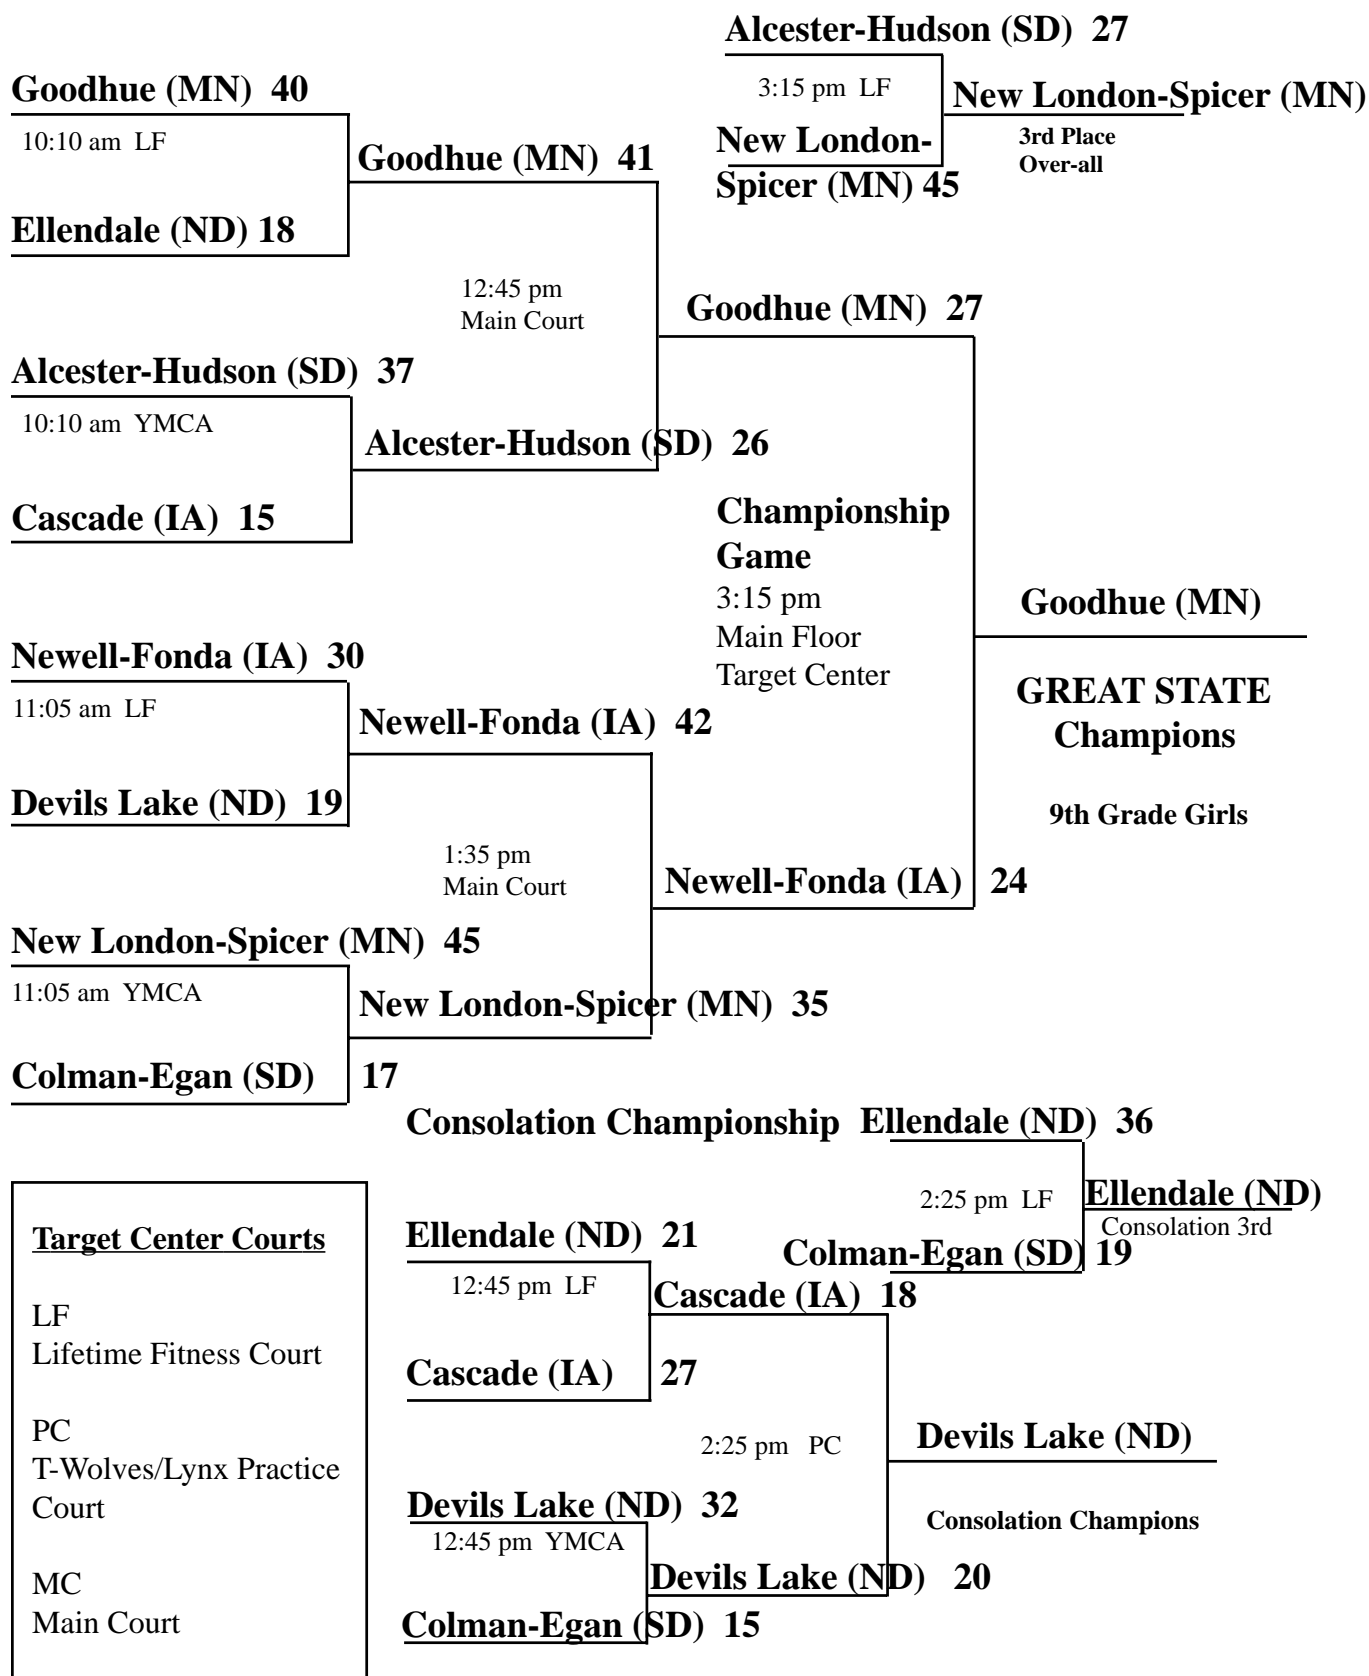 Alcester-Hudson (SD) 27
3:15 pm LF
New London-Spicer (MN)
New London-
Spicer (MN) 45
3rd Place
Over-all
Goodhue (MN) 40
10:10 am LF
Goodhue (MN) 41
Ellendale (ND) 18
12:45 pm
Main Court
Goodhue (MN) 27
Alcester-Hudson (SD) 37
10:10 am YMCA
Alcester-Hudson (SD) 26
Cascade (IA) 15
Championship
Game
3:15 pm
Main Floor
Target Center
Goodhue (MN)
GREAT STATE
Champions
9th Grade Girls
Newell-Fonda (IA) 30
11:05 am LF
Newell-Fonda (IA) 42
Devils Lake (ND) 19
1:35 pm
Main Court
Newell-Fonda (IA) 24
New London-Spicer (MN) 45
11:05 am YMCA
New London-Spicer (MN) 35
Colman-Egan (SD) 17
Consolation Championship
Ellendale (ND) 36
2:25 pm LF
Ellendale (ND)
Consolation 3rd
Colman-Egan (SD) 19
Target Center Courts
LF
Lifetime Fitness Court
PC
T-Wolves/Lynx Practice
Court
MC
Main Court
Ellendale (ND) 21
12:45 pm LF
Cascade (IA) 18
Cascade (IA) 27
2:25 pm PC
Devils Lake (ND)
Consolation Champions
Devils Lake (ND) 32
12:45 pm YMCA
Devils Lake (ND) 20
Colman-Egan (SD) 15